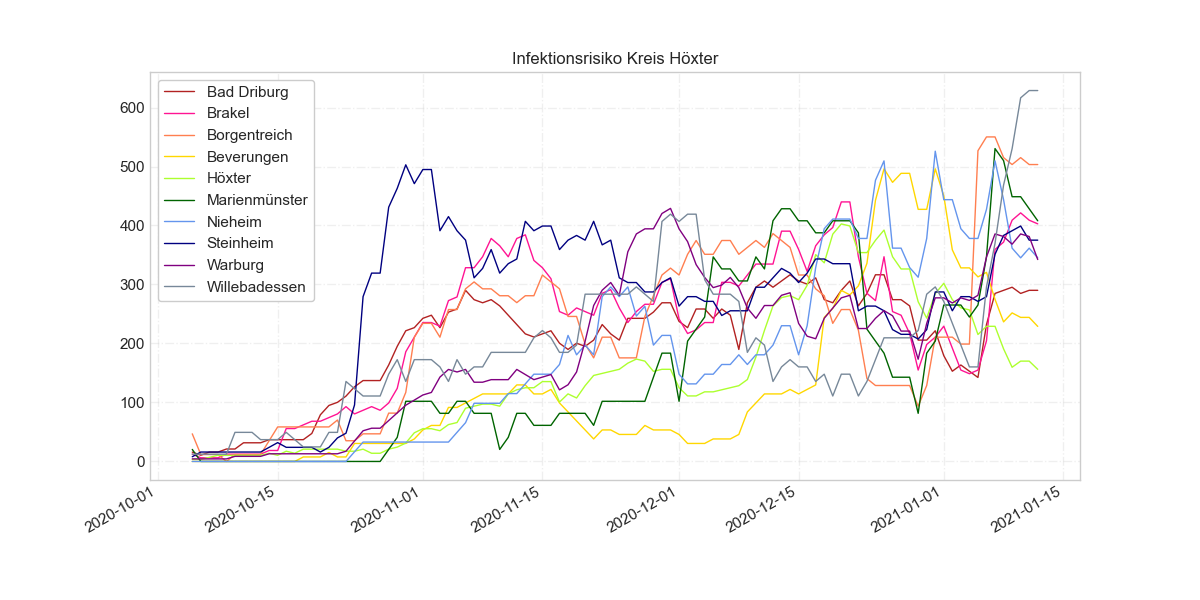 Infektionsrisiko Kreis Höxter
Bad Driburg
Brakel
Borgentreich
Beverungen
Höxter
Marienmünster
Nieheim
Steinheim
Warburg
Willebadessen
600
500
400
300
200
100
0
2020-10-01
2020-10-15
2020-11-01
2020-11-15
2020-12-01
2020-12-15
2021-01-01
2021-01-15